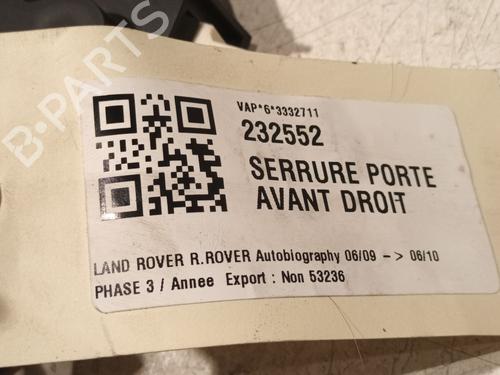 B-PARTS
VAP*6*3332711
232552
SERRURE PORTE
AVANT DROIT
LAND ROVER R.ROVER Autobiography 06/09 -> 06/10
PHASE 3 / Annee Export : Non 53236